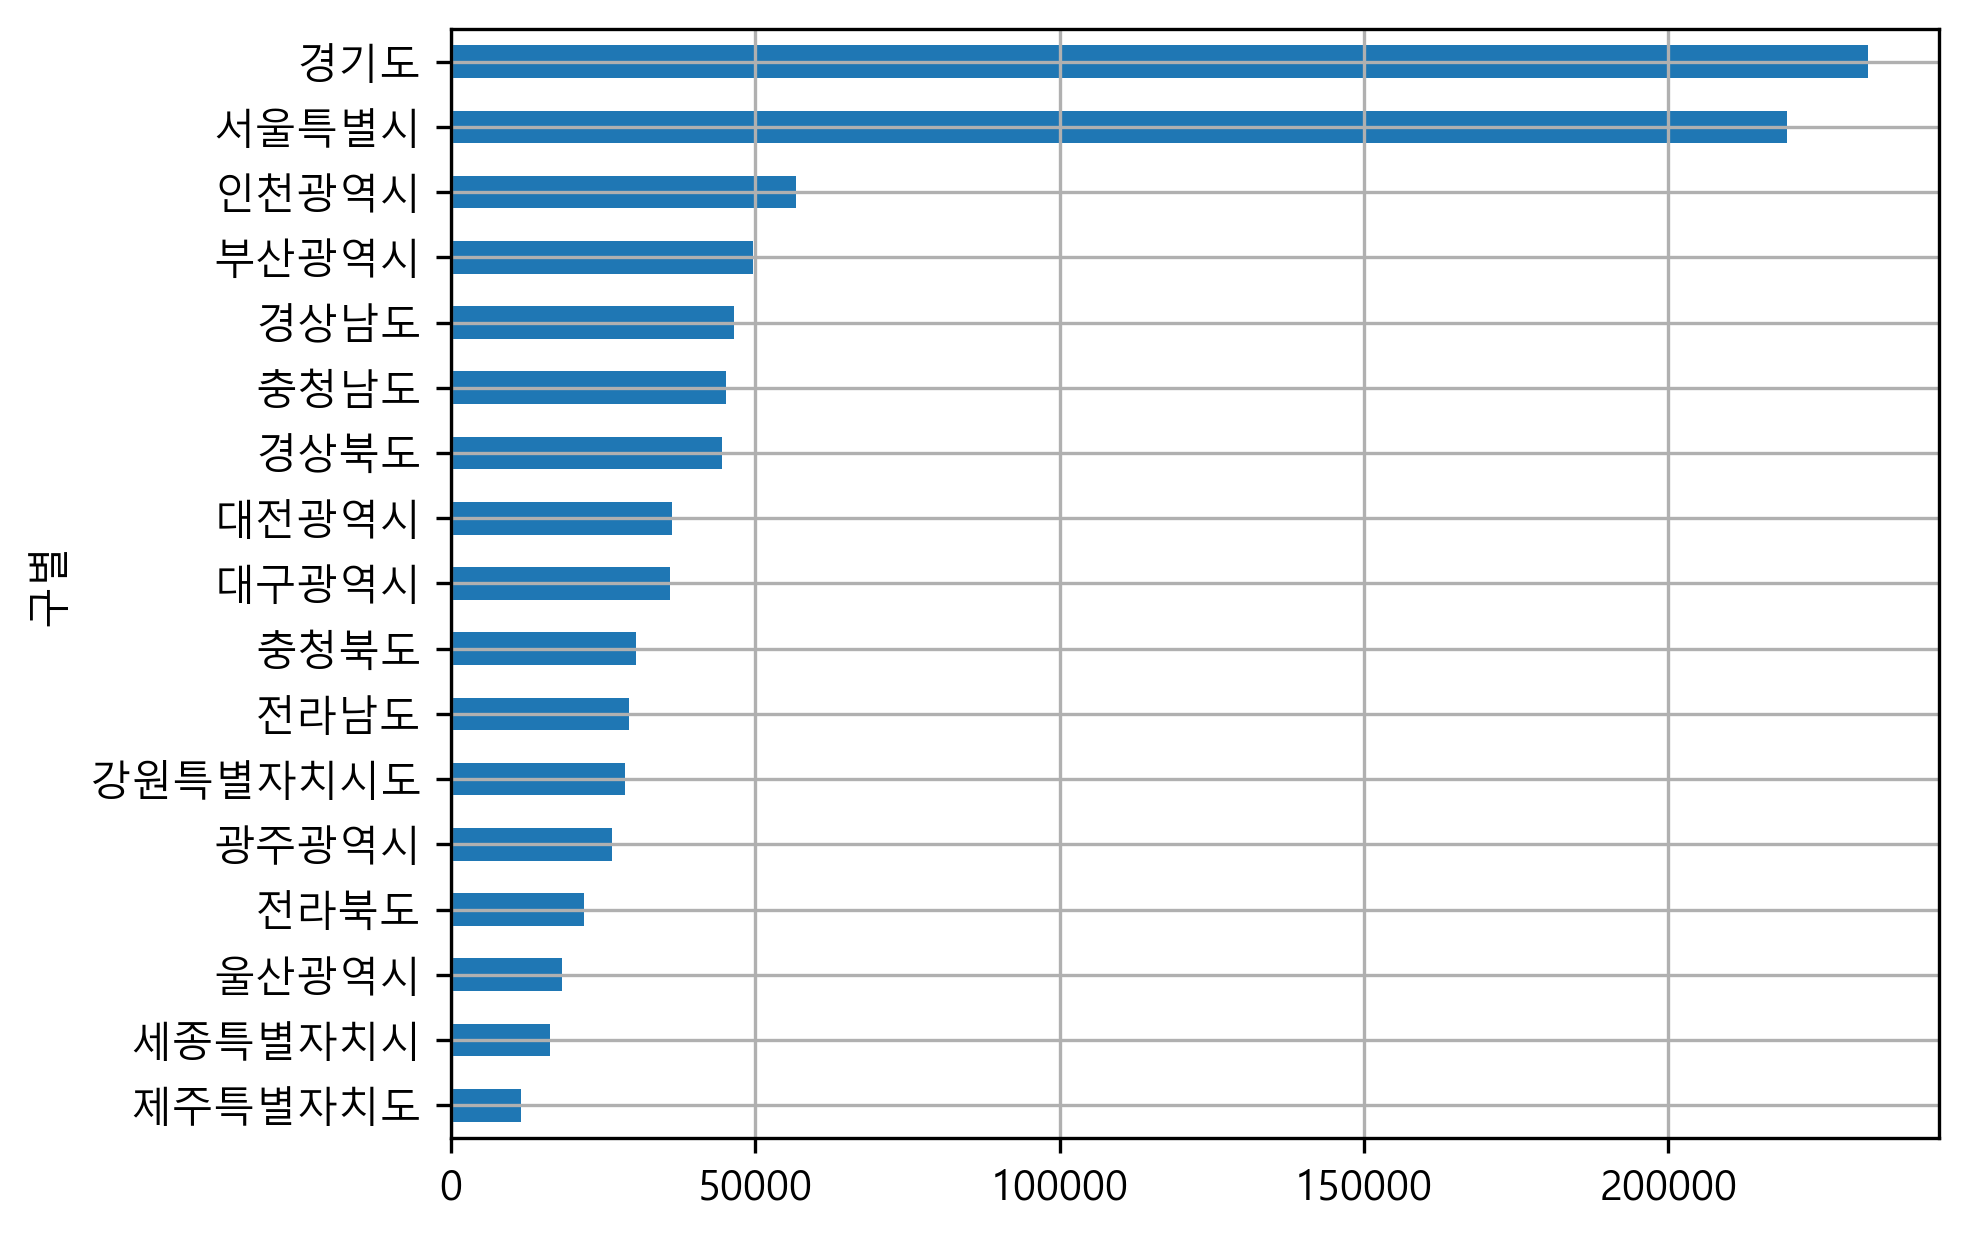 경기도
서울특별시
인천광역시
부산광역시
경상남도
충청남도
경상북도
대전광역시
대구광역시
충청북도
전라남도
강원특별자치시도
광주광역시
전라북도
울산광역시
세종특별자치시
제주특별자치도
구별
0 50000 100000 150000 200000